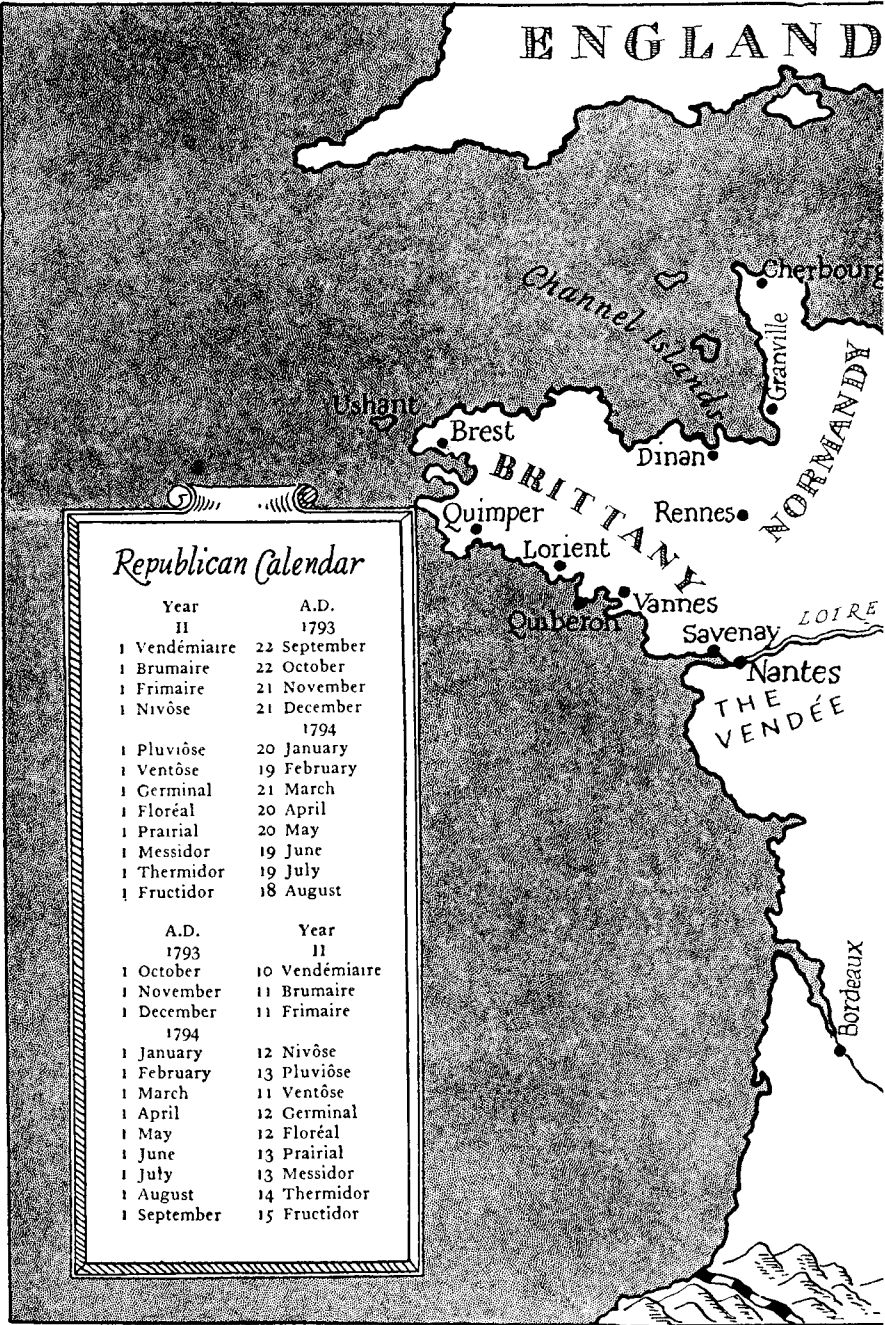 ENGLAND
Cherbourg
Channel Islands
Granville
NORMANDY
Ushant
Brest
Dinan
BRITTANY
Quimper
Rennes
Lorient
Quiberon
Vannes
LOIRE
Savenay
Nantes
THE
VENDÉE
Bordeaux
Republican Calendar
Year A.D.
II 1793
1 Vendémiaire 22 September
1 Brumaire 22 October
1 Frimaire 21 November
1 Nivôse 21 December
1794
1 Pluviôse 20 January
1 Ventôse 19 February
1 Germinal 21 March
1 Floréal 20 April
1 Prairial 20 May
1 Messidor 19 June
1 Thermidor 19 July
1 Fructidor 18 August
A.D. Year
1793 II
1 October 10 Vendémiaire
1 November 11 Brumaire
1 December 11 Frimaire
1794
1 January 12 Nivôse
1 February 13 Pluviôse
1 March 11 Ventôse
1 April 12 Germinal
1 May 12 Floréal
1 June 13 Prairial
1 July 13 Messidor
1 August 14 Thermidor
1 September 15 Fructidor